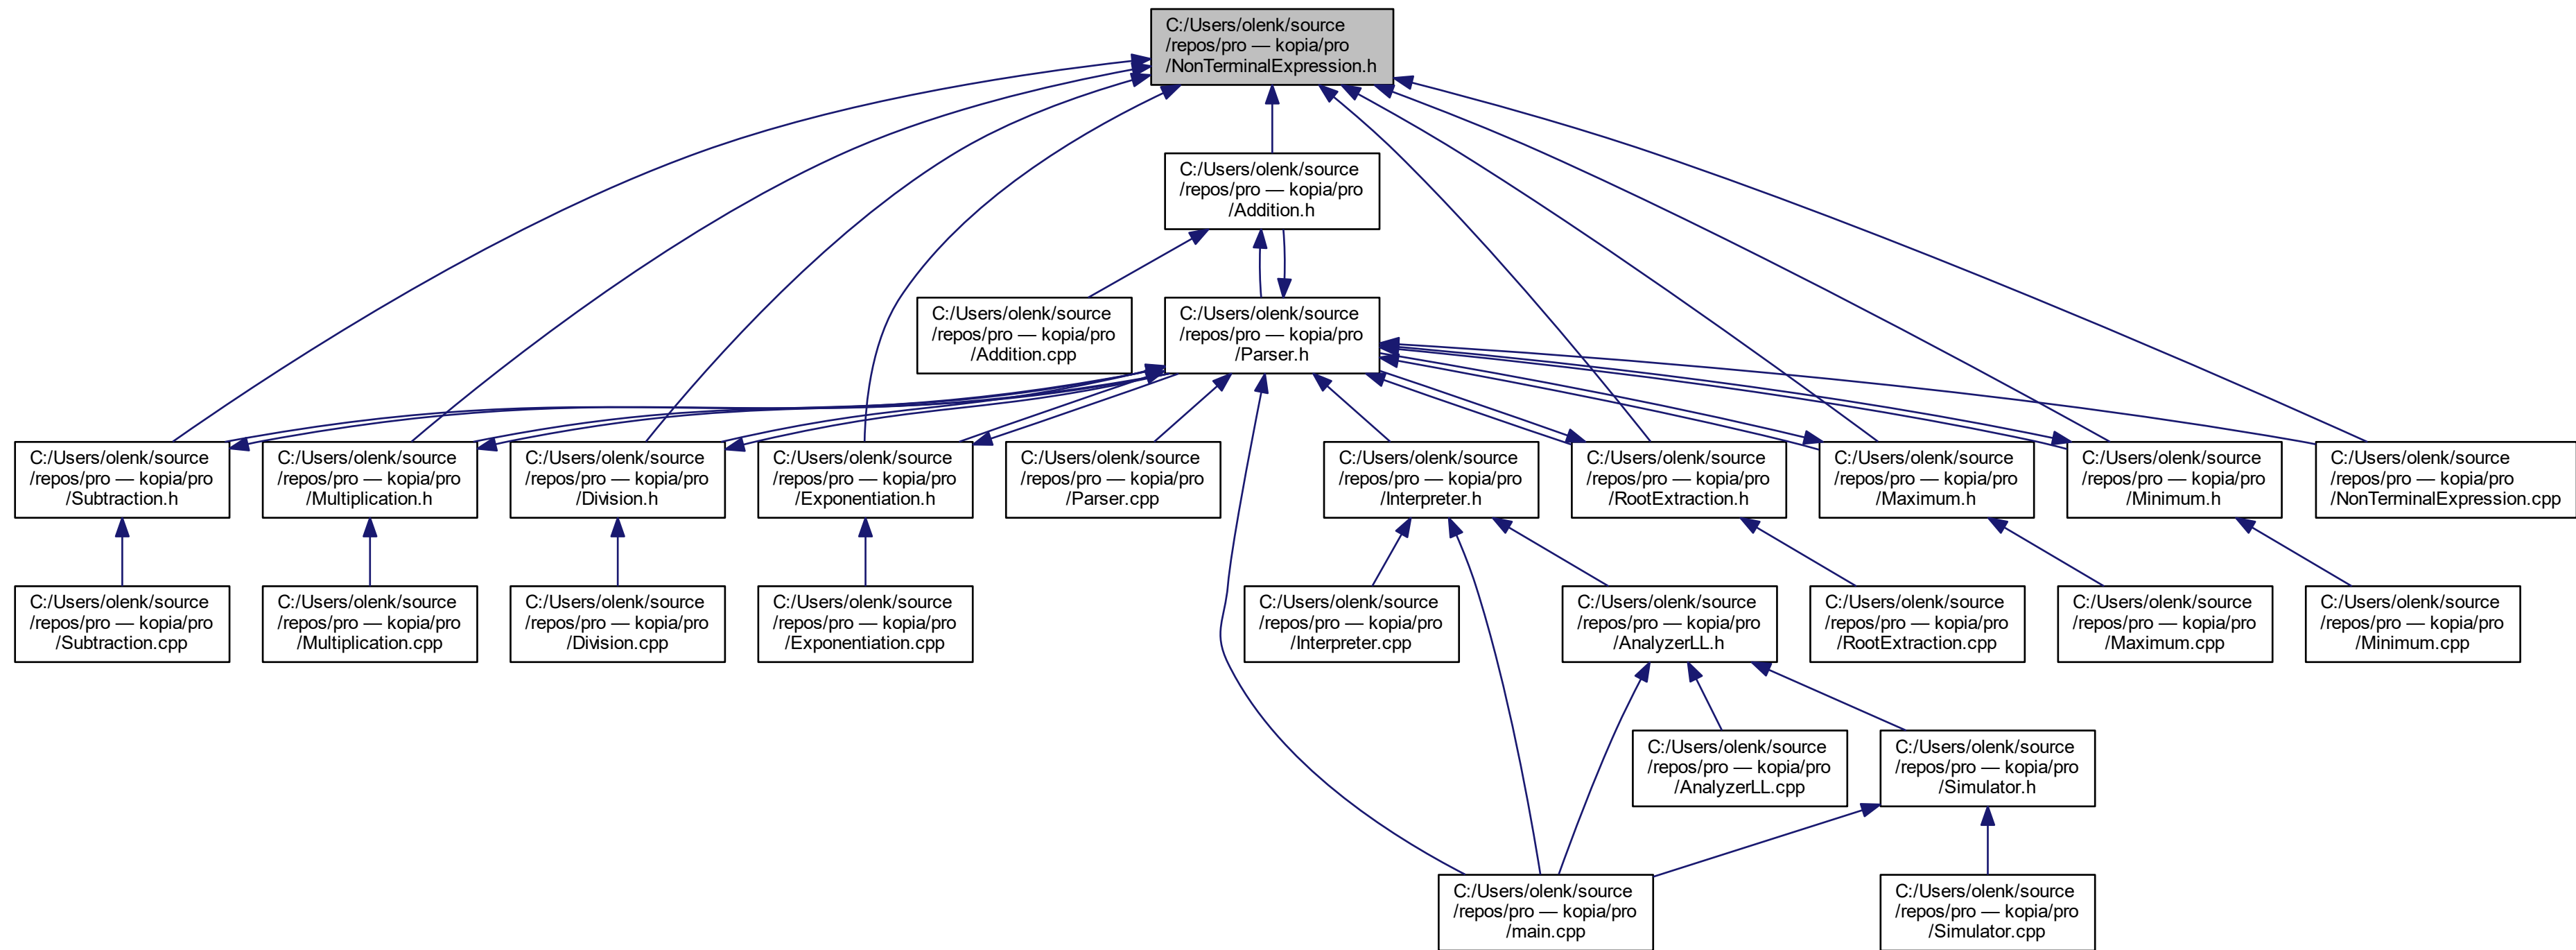 C:/Users/olenk/source
/repos/pro — kopia/pro
/NonTerminalExpression.h
C:/Users/olenk/source
/repos/pro — kopia/pro
/Addition.h
C:/Users/olenk/source
/repos/pro — kopia/pro
/Addition.cpp
C:/Users/olenk/source
/repos/pro — kopia/pro
/Parser.h
C:/Users/olenk/source
/repos/pro — kopia/pro
/Subtraction.h
C:/Users/olenk/source
/repos/pro — kopia/pro
/Multiplication.h
C:/Users/olenk/source
/repos/pro — kopia/pro
/Division.h
C:/Users/olenk/source
/repos/pro — kopia/pro
/Exponentiation.h
C:/Users/olenk/source
/repos/pro — kopia/pro
/Parser.cpp
C:/Users/olenk/source
/repos/pro — kopia/pro
/Interpreter.h
C:/Users/olenk/source
/repos/pro — kopia/pro
/RootExtraction.h
C:/Users/olenk/source
/repos/pro — kopia/pro
/Maximum.h
C:/Users/olenk/source
/repos/pro — kopia/pro
/Minimum.h
C:/Users/olenk/source
/repos/pro — kopia/pro
/NonTerminalExpression.cpp
C:/Users/olenk/source
/repos/pro — kopia/pro
/Subtraction.cpp
C:/Users/olenk/source
/repos/pro — kopia/pro
/Multiplication.cpp
C:/Users/olenk/source
/repos/pro — kopia/pro
/Division.cpp
C:/Users/olenk/source
/repos/pro — kopia/pro
/Exponentiation.cpp
C:/Users/olenk/source
/repos/pro — kopia/pro
/Interpreter.cpp
C:/Users/olenk/source
/repos/pro — kopia/pro
/AnalyzerLL.h
C:/Users/olenk/source
/repos/pro — kopia/pro
/RootExtraction.cpp
C:/Users/olenk/source
/repos/pro — kopia/pro
/Maximum.cpp
C:/Users/olenk/source
/repos/pro — kopia/pro
/Minimum.cpp
C:/Users/olenk/source
/repos/pro — kopia/pro
/AnalyzerLL.cpp
C:/Users/olenk/source
/repos/pro — kopia/pro
/Simulator.h
C:/Users/olenk/source
/repos/pro — kopia/pro
/main.cpp
C:/Users/olenk/source
/repos/pro — kopia/pro
/Simulator.cpp